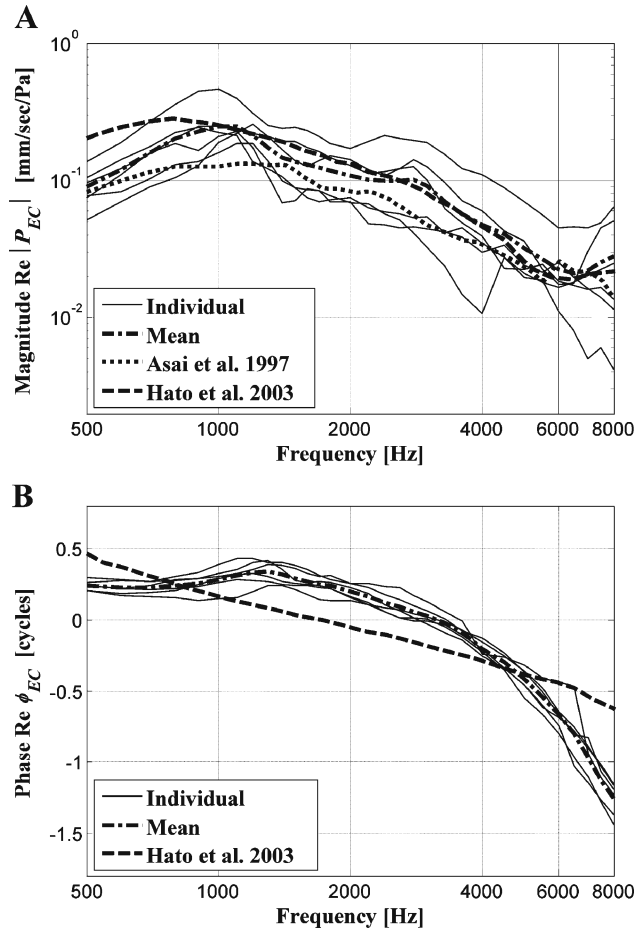 A
10^0
10^-1
10^-2
Magnitude Re |P_EC| [mm/sec/Pa]
Individual
Mean
Asai et al. 1997
Hato et al. 2003
500 1000 2000 4000 6000 8000
Frequency [Hz]
B
0.5
0
-0.5
-1
-1.5
Phase Re ϕ_EC [cycles]
Individual
Mean
Hato et al. 2003
500 1000 2000 4000 6000 8000
Frequency [Hz]